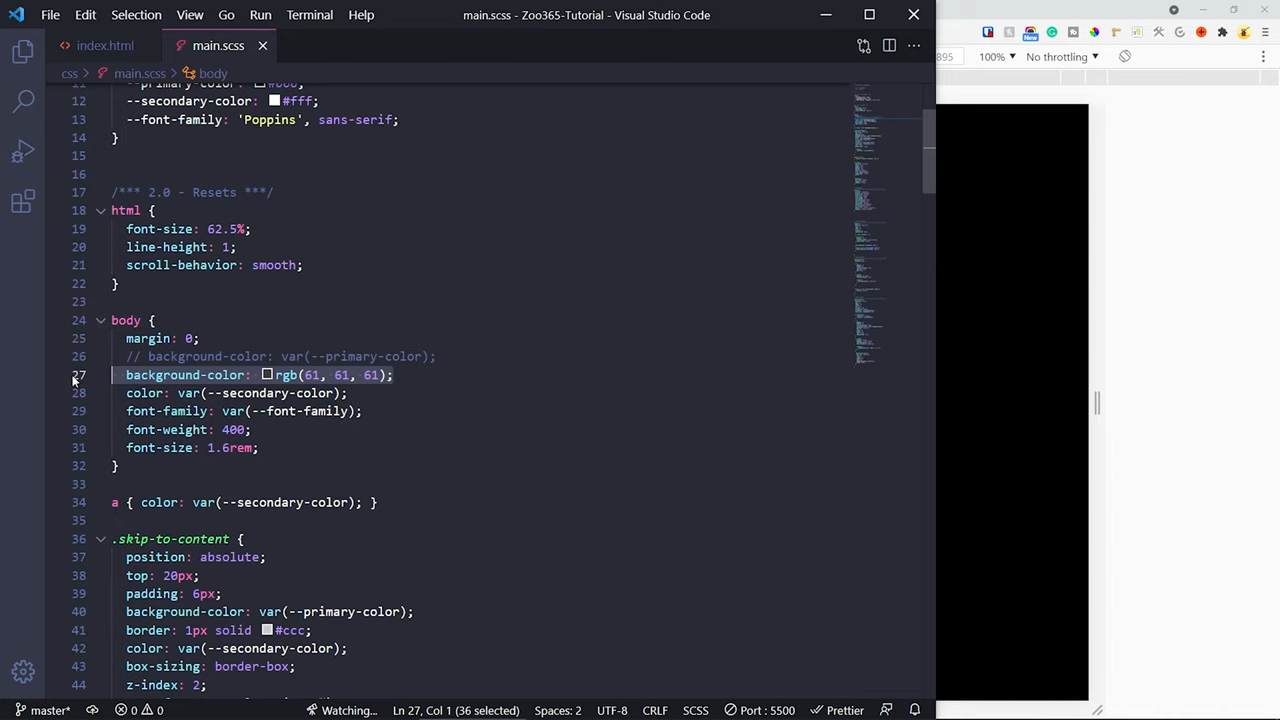 File Edit Selection View Go Run Terminal Help main.scss - Zoo365-Tutorial - Visual Studio Code
index.html main.scss
895 100% No throttling
New
css > main.scss > body
11 --primary-color:
12 --secondary-color: #fff;
13 --font-family: 'Poppins', sans-serif;
14 }
15
16
17 /*** 2.0 - Resets ***/
18 html {
19 font-size: 62.5%;
20 line-weight: 1;
21 scroll-behavior: smooth;
22 }
23
24 body {
25 margin: 0;
26 // background-color: var(--primary-color);
background-color: rgb(61, 61, 61);
28 color: var(--secondary-color);
29 font-family: var(--font-family);
30 font-weight: 400;
31 font-size: 1.6rem;
32 }
33
34 a { color: var(--secondary-color); }
35
36 .skip-to-content {
37 position: absolute;
38 top: 20px;
39 padding: 6px;
40 background-color: var(--primary-color);
41 border: 1px solid #ccc;
42 color: var(--secondary-color);
43 box-sizing: border-box;
44 z-index: 2;
master* 0 0 Watching... Ln 27, Col 1 (36 selected) Spaces: 2 UTF-8 CRLF SCSS Port : 5500 Prettier